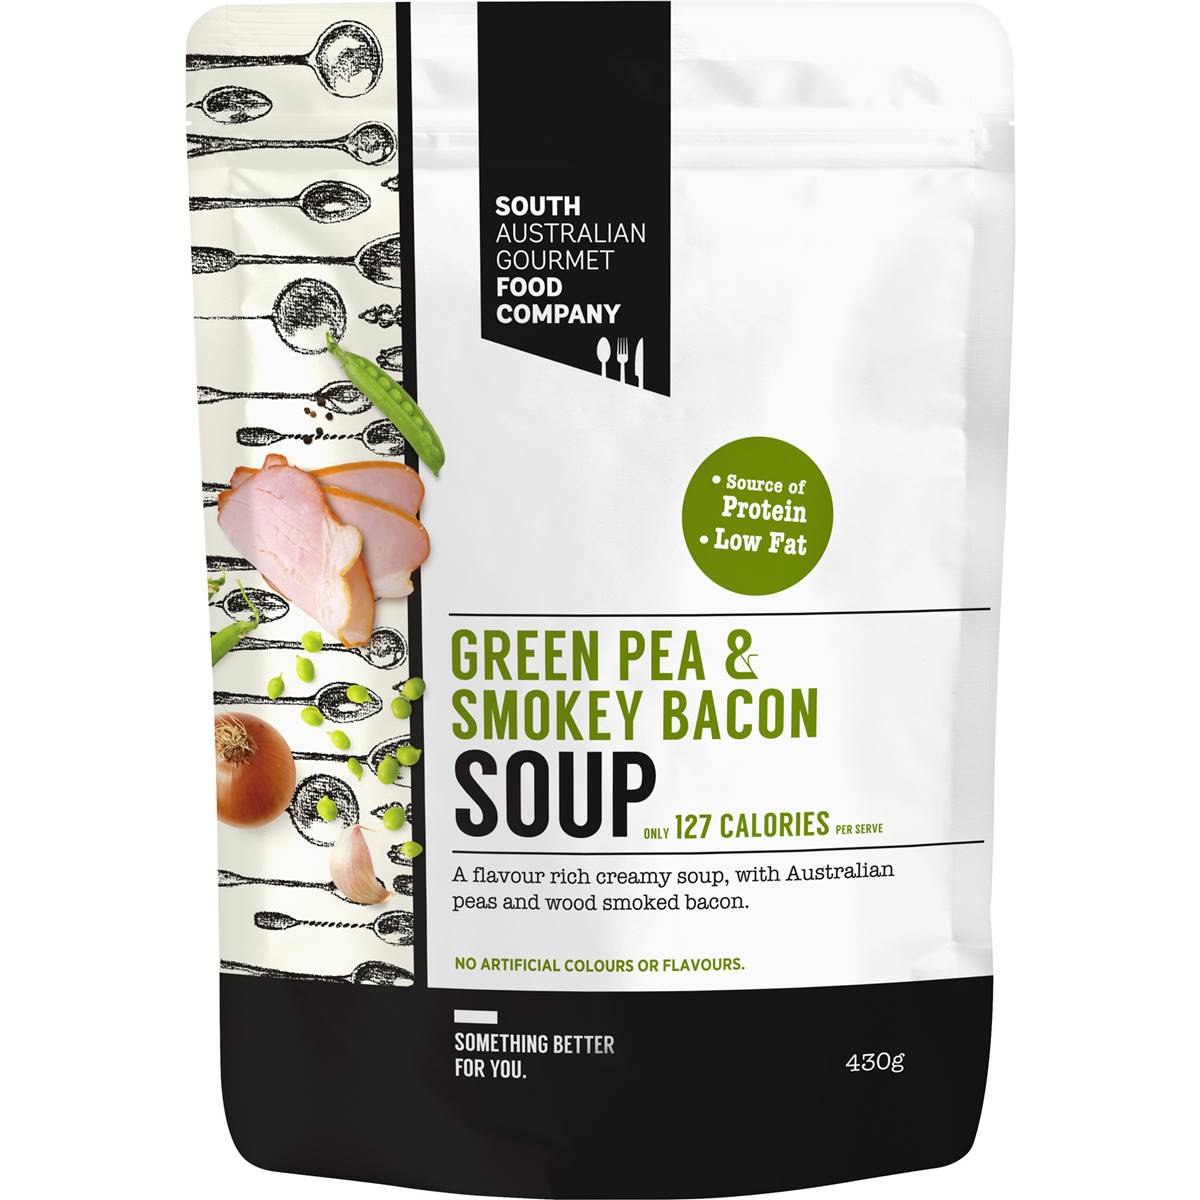 SOUTH
AUSTRALIAN
GOURMET
FOOD
COMPANY
• Source of
Protein
• Low Fat
GREEN PEA &
SMOKEY BACON
SOUP
ONLY 127 CALORIES PER SERVE
A flavour rich creamy soup, with Australian
peas and wood smoked bacon.
NO ARTIFICIAL COLOURS OR FLAVOURS.
SOMETHING BETTER
FOR YOU.
430g